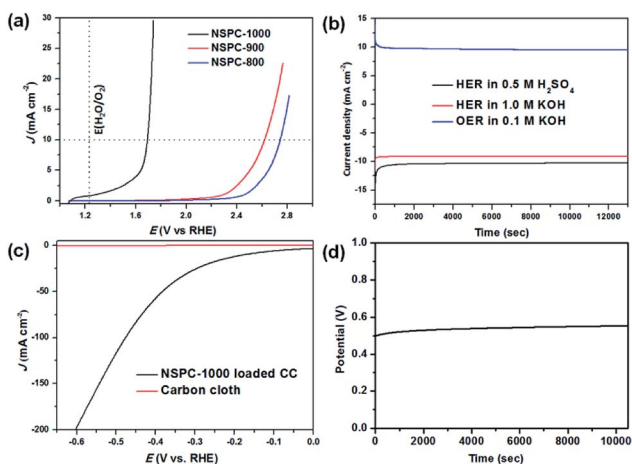 (a)
30
25
20
15
10
5
0
J (mA cm⁻²)
E(H₂O/O₂)
NSPC-1000
NSPC-900
NSPC-800
1.2 1.6 2.0 2.4 2.8
E (V vs RHE)
(b)
15
10
5
0
-5
-10
-15
Current density (mA cm⁻²)
HER in 0.5 M H₂SO₄
HER in 1.0 M KOH
OER in 0.1 M KOH
0 2000 4000 6000 8000 10000 12000
Time (sec)
(c)
0
-50
-100
-150
-200
J (mA cm⁻²)
NSPC-1000 loaded CC
Carbon cloth
-0.6 -0.5 -0.4 -0.3 -0.2 -0.1 0.0
E (V vs. RHE)
(d)
1.0
0.8
0.6
0.4
0.2
0.0
Potential (V)
0 2000 4000 6000 8000 10000
Time (sec)